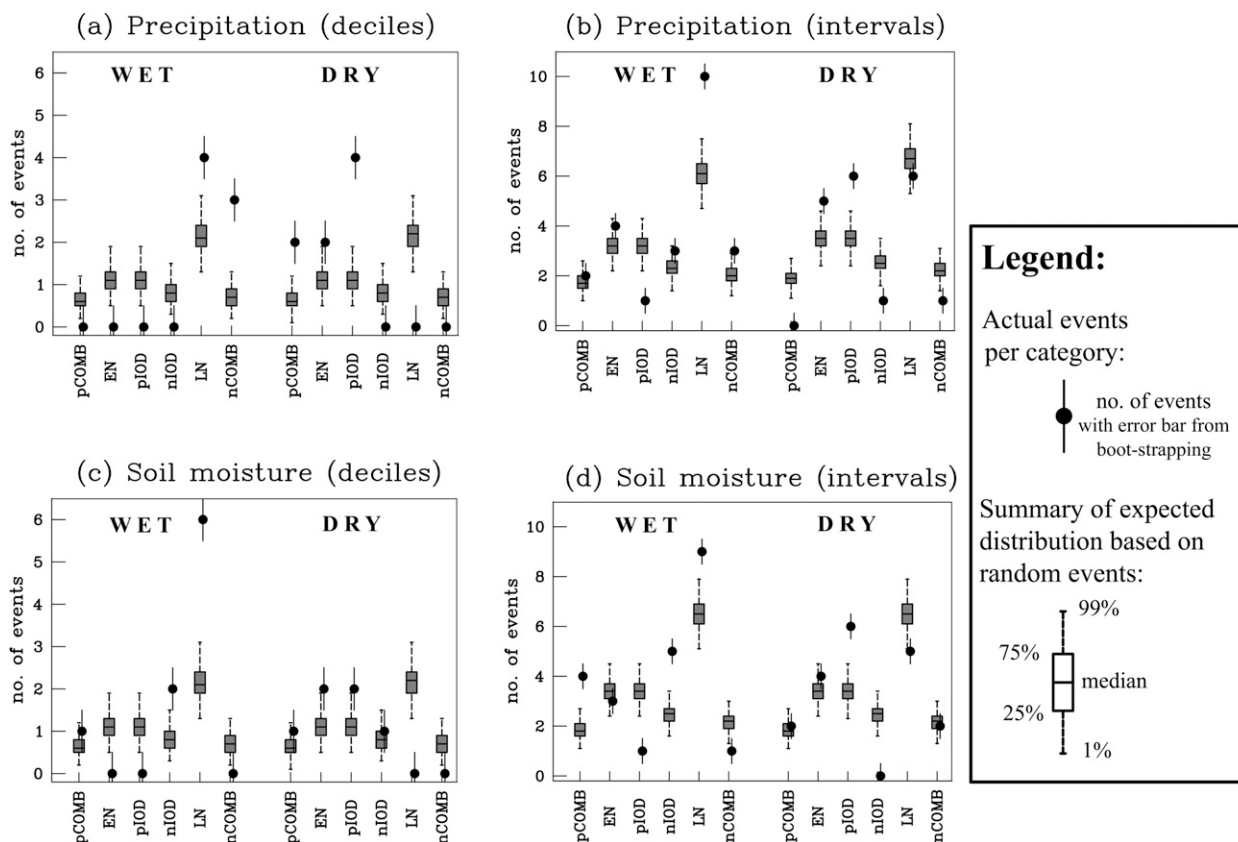 (a) Precipitation (deciles)
WET DRY
no. of events
6
5
4
3
2
1
0
pCOMB EN pIOD nIOD LN nCOMB pCOMB EN pIOD nIOD LN nCOMB
(b) Precipitation (intervals)
WET DRY
no. of events
10
8
6
4
2
0
pCOMB EN pIOD nIOD LN nCOMB pCOMB EN pIOD nIOD LN nCOMB
(c) Soil moisture (deciles)
WET DRY
no. of events
6
5
4
3
2
1
0
pCOMB EN pIOD nIOD LN nCOMB pCOMB EN pIOD nIOD LN nCOMB
(d) Soil moisture (intervals)
WET DRY
no. of events
10
8
6
4
2
0
pCOMB EN pIOD nIOD LN nCOMB pCOMB EN pIOD nIOD LN nCOMB
Legend:
Actual events
per category:
no. of events
with error bar from
boot-strapping
Summary of expected
distribution based on
random events:
99%
75%
median
25%
1%